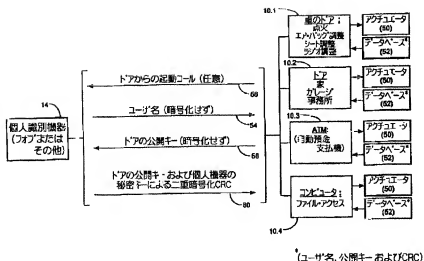 14
個人識別機器
(フォブまたは
その他)
ドアからの起動コール (任意)
58
ユーザ名 (暗号化せず)
54
ドアの公開キー (暗号化せず)
56
ドアの公開キーおよび個人機器の
秘密キーによる二重暗号化CRC
60
10.1
車のドア:
点火
エア・バッグ調整
シート調整
ラジオ調整
アクチュエータ
(50)
データベース*
(52)
10.2
ドア
家
ガレージ
事務所
アクチュエータ
(50)
データベース*
(52)
10.3
ATM:
(自動預金
支払機)
アクチュエータ
(50)
データベース*
(52)
コンピュータ:
ファイル・アクセス
10.4
アクチュエータ
(50)
データベース*
(52)
*(ユーザ名、公開キーおよびCRC)